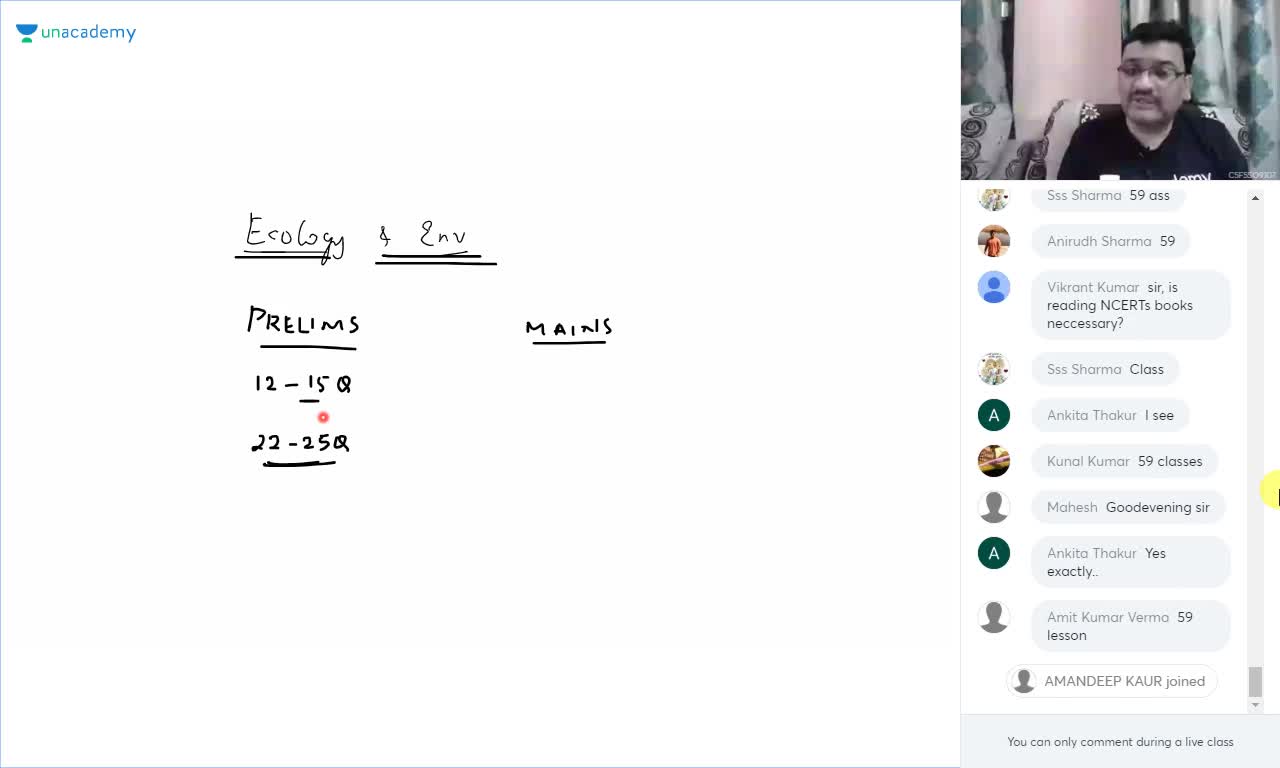 unacademy
Ecology & Env
PRELIMS
MAINS
12 - 15 Q
22 - 25Q
CSFSSO9107
Sss Sharma 59 ass
Anirudh Sharma 59
Vikrant Kumar sir, is
reading NCERTs books
neccessary?
Sss Sharma Class
A
Ankita Thakur I see
Kunal Kumar 59 classes
Mahesh Goodevening sir
A
Ankita Thakur Yes
exactly..
Amit Kumar Verma 59
lesson
AMANDEEP KAUR joined
You can only comment during a live class